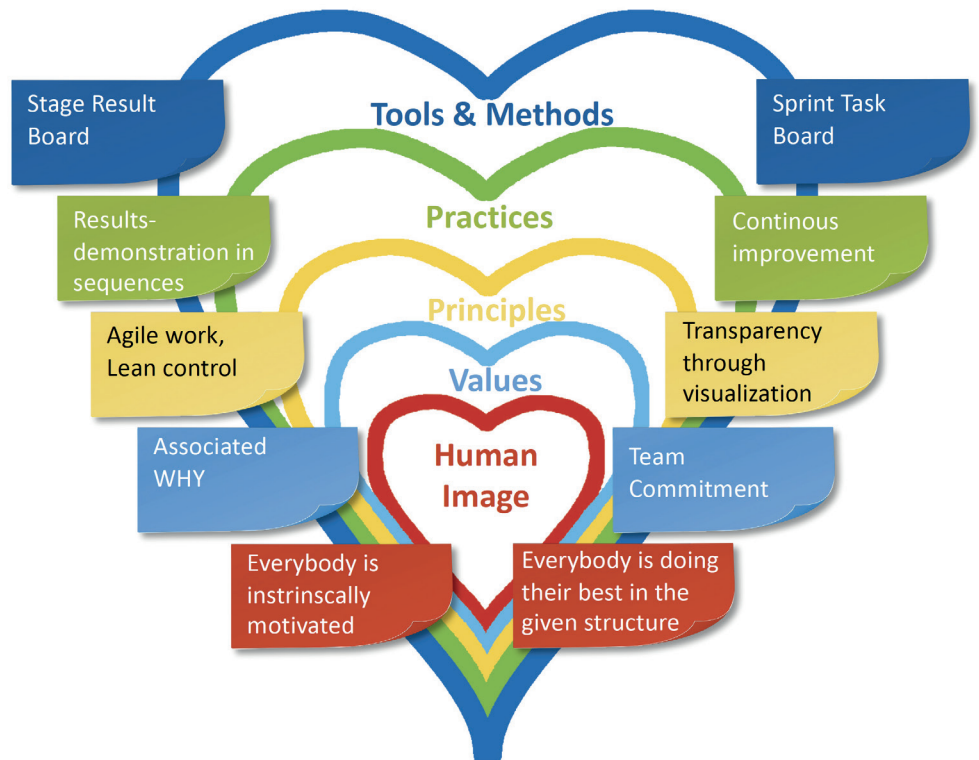 Tools & Methods
Stage Result
Board
Sprint Task
Board
Practices
Results-
demonstration in
sequences
Continous
improvement
Principles
Agile work,
Lean control
Transparency
through
visualization
Values
Associated
WHY
Team
Commitment
Human
Image
Everybody is
instrinscally
motivated
Everybody is doing
their best in the
given structure